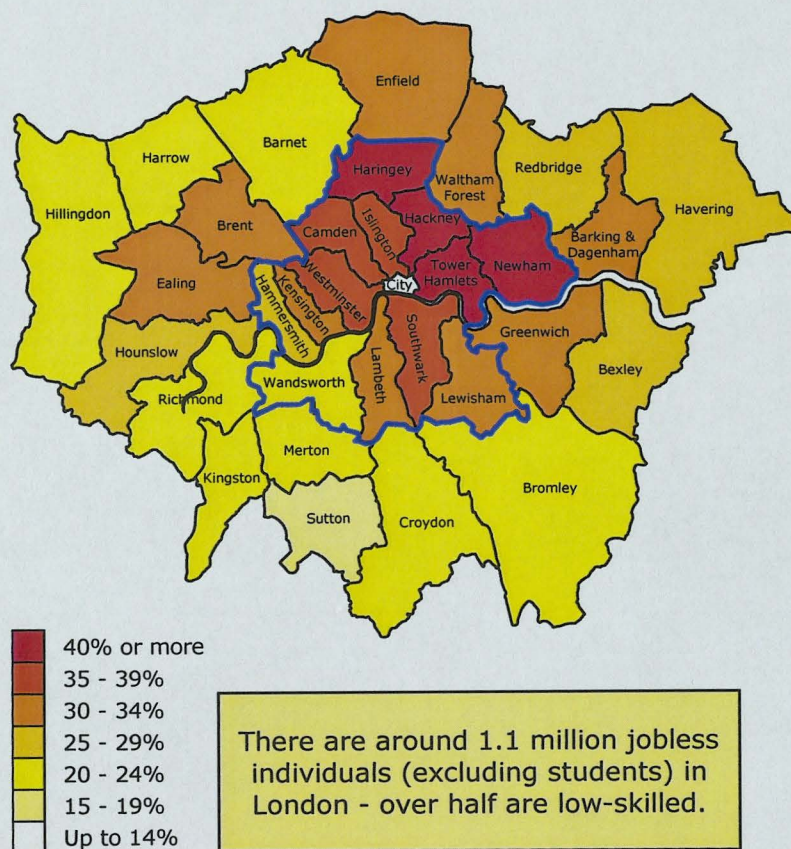 Enfield
Barnet
Harrow
Haringey
Waltham
Forest
Redbridge
Hillingdon
Havering
Brent
Camden
Islington
Hackney
Barking &
Dagenham
Ealing
Westminster
City
Tower
Hamlets
Newham
Hammersmith
Kensington
Hounslow
Southwark
Greenwich
Richmond
Wandsworth
Lambeth
Lewisham
Bexley
Merton
Kingston
Bromley
Sutton
Croydon
40% or more
35 - 39%
30 - 34%
25 - 29%
20 - 24%
15 - 19%
Up to 14%
There are around 1.1 million jobless
individuals (excluding students) in
London - over half are low-skilled.